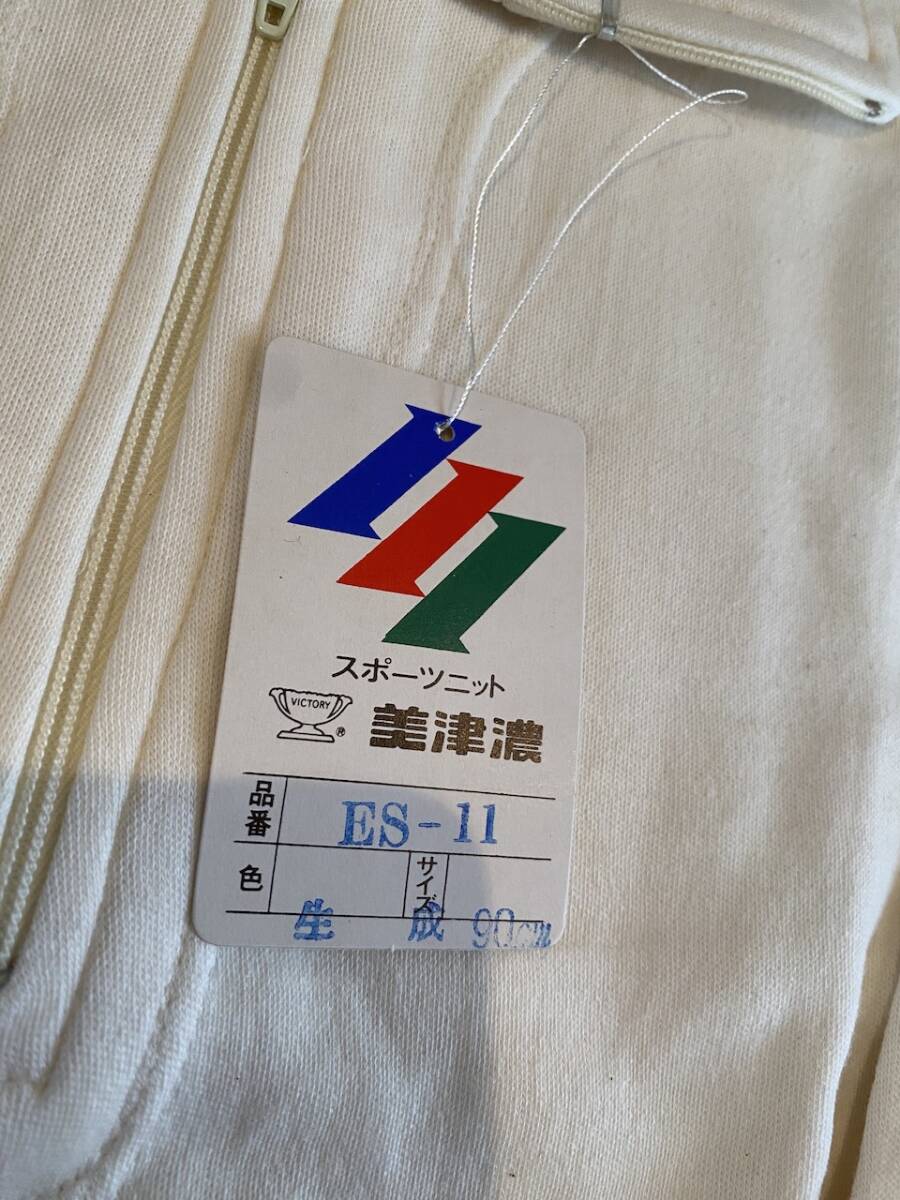 スポーツニット
VICTORY ® 美津濃
品番 ES-11
色 生成 サイズ 90cm